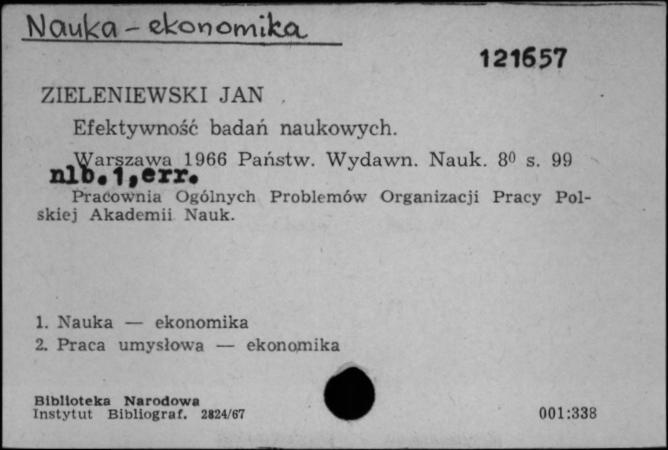 Nauka - ekonomika
121657
ZIELENIEWSKI JAN
Efektywność badań naukowych.
Warszawa 1966 Państw. Wydawn. Nauk. 8⁰ s. 99
nlb. 1, err.
Pracownia Ogólnych Problemów Organizacji Pracy Pol-
skiej Akademii Nauk.
1. Nauka — ekonomika
2. Praca umysłowa — ekonomika
Biblioteka Narodowa
Instytut Bibliograf. 2824/67
001:338